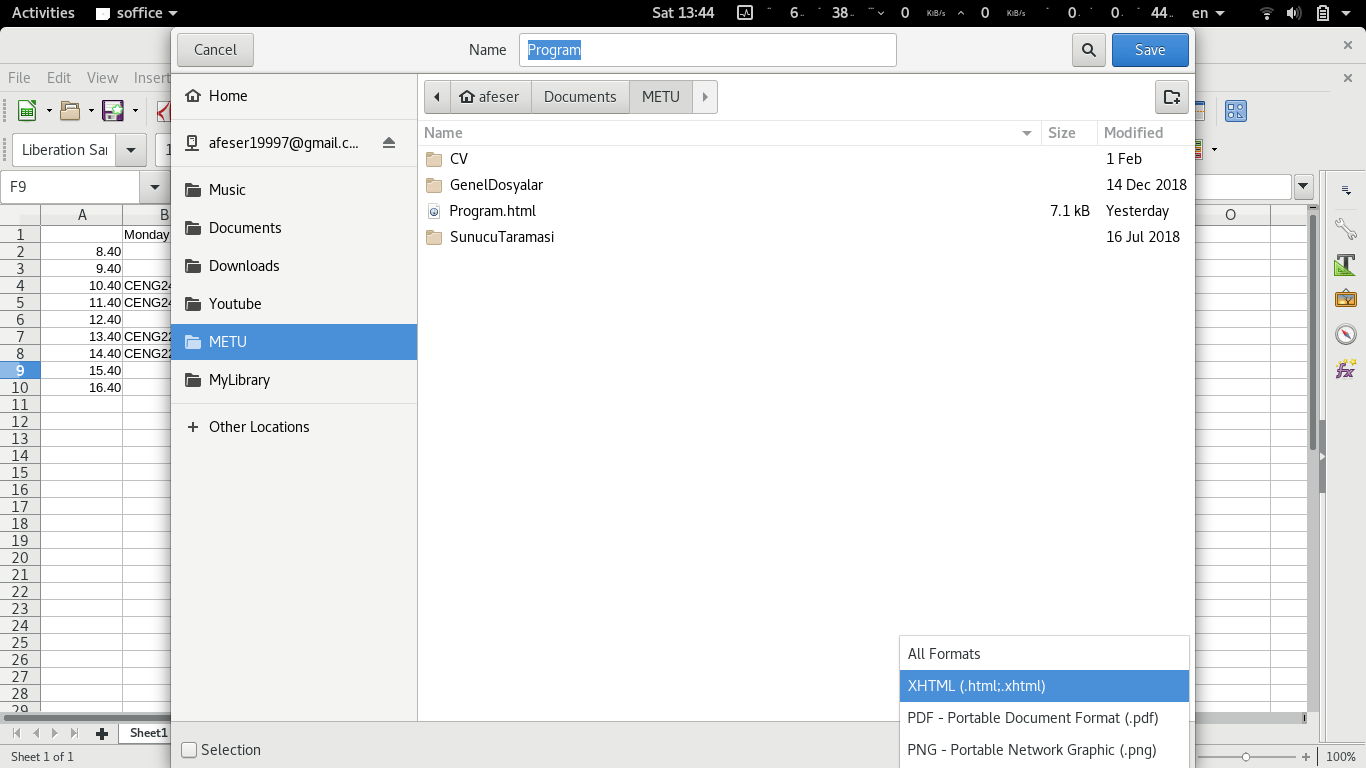 Activities soffice Sat 13:44 6.. 38.. 0 KiB/s 0 KiB/s 0. 0. 44.. en
Cancel Name Program Save
File Edit View Insert
Home afeser Documents METU
afeser19997@gmail.c...
Name Size Modified
CV 1 Feb
GenelDosyalar 14 Dec 2018
Program.html 7.1 kB Yesterday
SunucuTaramasi 16 Jul 2018
Music
Documents
Downloads
Youtube
METU
MyLibrary
Other Locations
Liberation Sa
F9
A B O
1 Monday
2 8.40
3 9.40
4 10.40 CENG24
5 11.40 CENG24
6 12.40
7 13.40 CENG22
8 14.40 CENG22
9 15.40
10 16.40
11
12
13
14
15
16
17
18
19
20
21
22
23
24
25
26
27
28
29
All Formats
XHTML (.html;.xhtml)
PDF - Portable Document Format (.pdf)
PNG - Portable Network Graphic (.png)
Sheet1
Selection
Sheet 1 of 1 100%